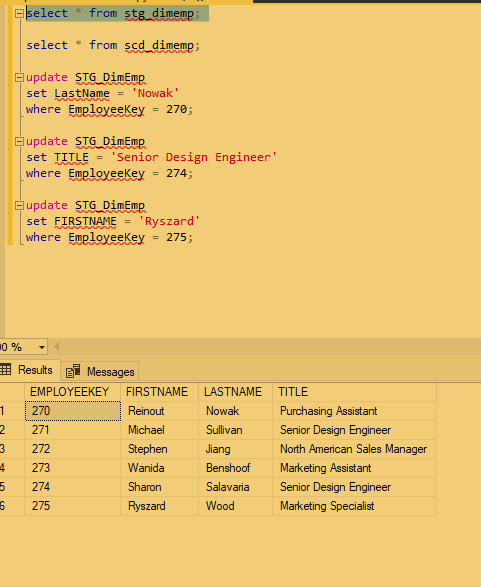 select * from stg_dimemp;
select * from scd_dimemp;
update STG_DimEmp
set LastName = 'Nowak'
where EmployeeKey = 270;
update STG_DimEmp
set TITLE = 'Senior Design Engineer'
where EmployeeKey = 274;
update STG_DimEmp
set FIRSTNAME = 'Ryszard'
where EmployeeKey = 275;
00 %
Results Messages
EMPLOYEEKEY FIRSTNAME LASTNAME TITLE
1 270 Reinout Nowak Purchasing Assistant
2 271 Michael Sullivan Senior Design Engineer
3 272 Stephen Jiang North American Sales Manager
4 273 Wanida Benshoof Marketing Assistant
5 274 Sharon Salavaria Senior Design Engineer
6 275 Ryszard Wood Marketing Specialist